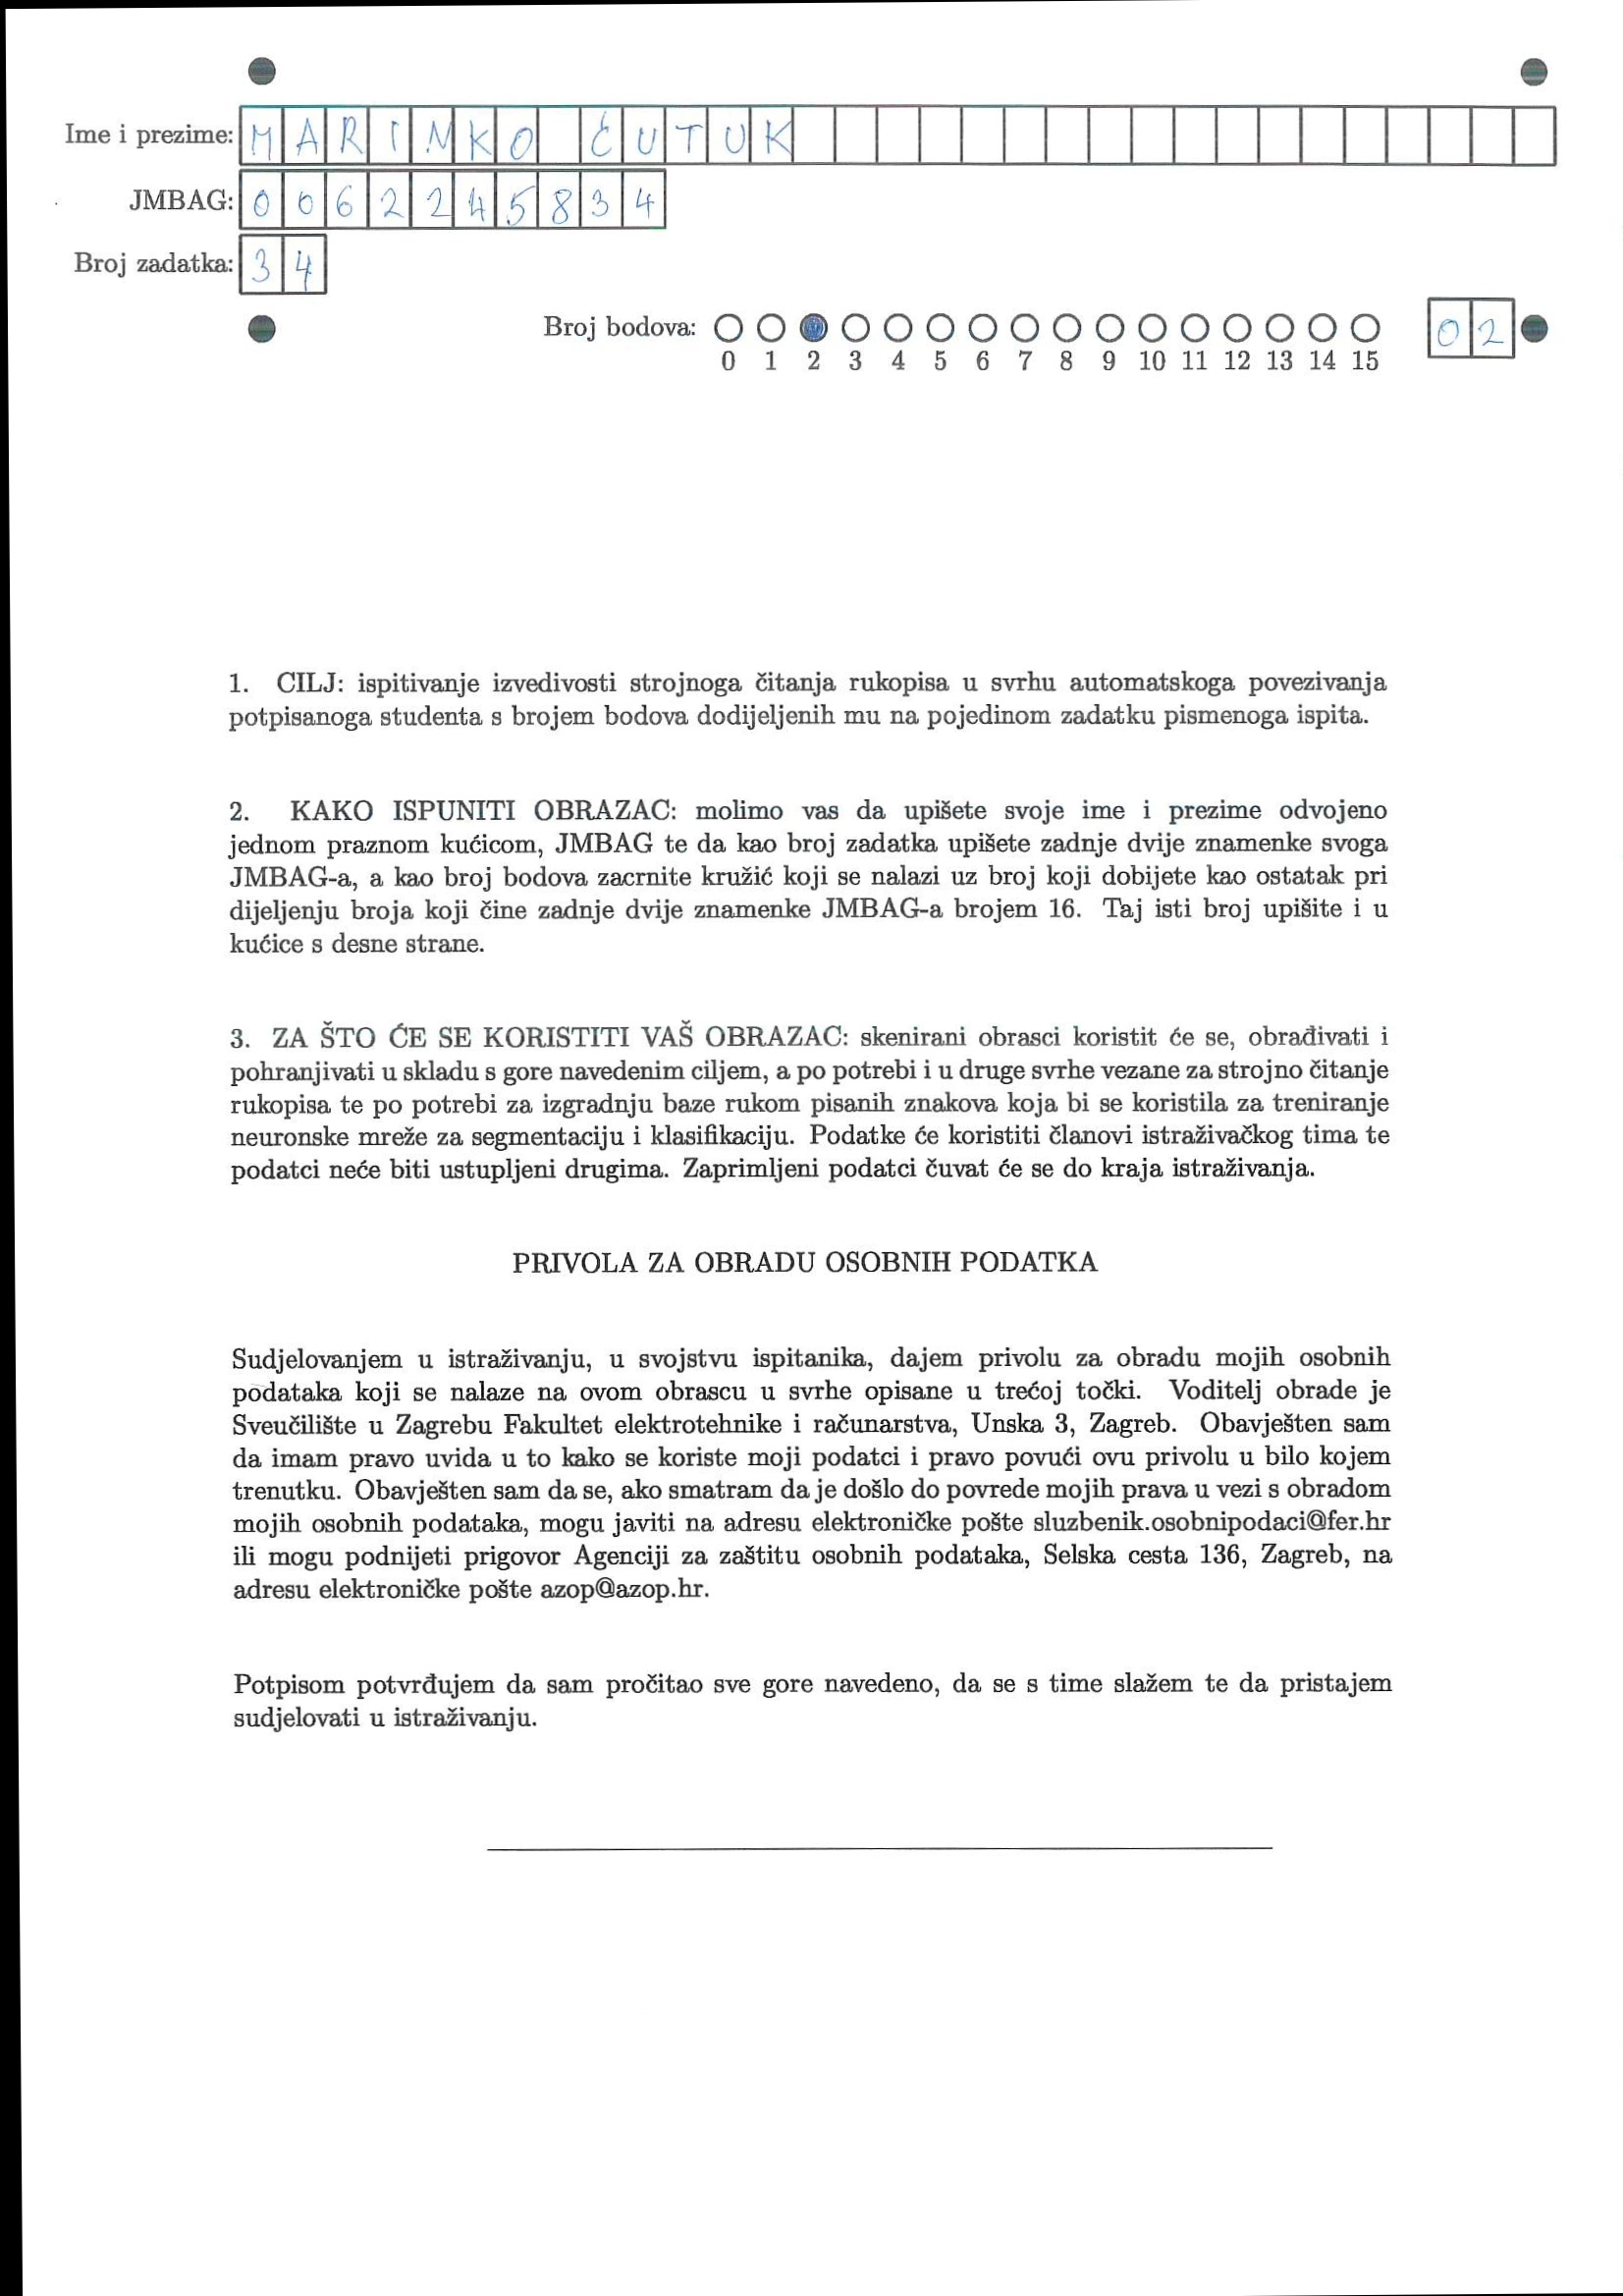 Ime i prezime: MARINKO ĆUTUK
JMBAG: 0062245834
Broj zadatka: 34
Broj bodova: 0 1 2 3 4 5 6 7 8 9 10 11 12 13 14 15 02
1. CILJ: ispitivanje izvedivosti strojnoga čitanja rukopisa u svrhu automatskoga povezivanja
potpisanoga studenta s brojem bodova dodijeljenih mu na pojedinom zadatku pismenoga ispita.
2. KAKO ISPUNITI OBRAZAC: molimo vas da upišete svoje ime i prezime odvojeno
jednom praznom kućicom, JMBAG te da kao broj zadatka upišete zadnje dvije znamenke svoga
JMBAG-a, a kao broj bodova zacrnite kružić koji se nalazi uz broj koji dobijete kao ostatak pri
dijeljenju broja koji čine zadnje dvije znamenke JMBAG-a brojem 16. Taj isti broj upišite i u
kućice s desne strane.
3. ZA ŠTO ĆE SE KORISTITI VAŠ OBRAZAC: skenirani obrasci koristit će se, obrađivati i
pohranjivati u skladu s gore navedenim ciljem, a po potrebi i u druge svrhe vezane za strojno čitanje
rukopisa te po potrebi za izgradnju baze rukom pisanih znakova koja bi se koristila za treniranje
neuronske mreže za segmentaciju i klasifikaciju. Podatke će koristiti članovi istraživačkog tima te
podatci neće biti ustupljeni drugima. Zaprimljeni podatci čuvat će se do kraja istraživanja.
PRIVOLA ZA OBRADU OSOBNIH PODATKA
Sudjelovanjem u istraživanju, u svojstvu ispitanika, dajem privolu za obradu mojih osobnih
podataka koji se nalaze na ovom obrascu u svrhe opisane u trećoj točki. Voditelj obrade je
Sveučilište u Zagrebu Fakultet elektrotehnike i računarstva, Unska 3, Zagreb. Obavješten sam
da imam pravo uvida u to kako se koriste moji podatci i pravo povući ovu privolu u bilo kojem
trenutku. Obavješten sam da se, ako smatram da je došlo do povrede mojih prava u vezi s obradom
mojih osobnih podataka, mogu javiti na adresu elektroničke pošte sluzbenik.osobnipodaci@fer.hr
ili mogu podnijeti prigovor Agenciji za zaštitu osobnih podataka, Selska cesta 136, Zagreb, na
adresu elektroničke pošte azop@azop.hr.
Potpisom potvrđujem da sam pročitao sve gore navedeno, da se s time slažem te da pristajem
sudjelovati u istraživanju.